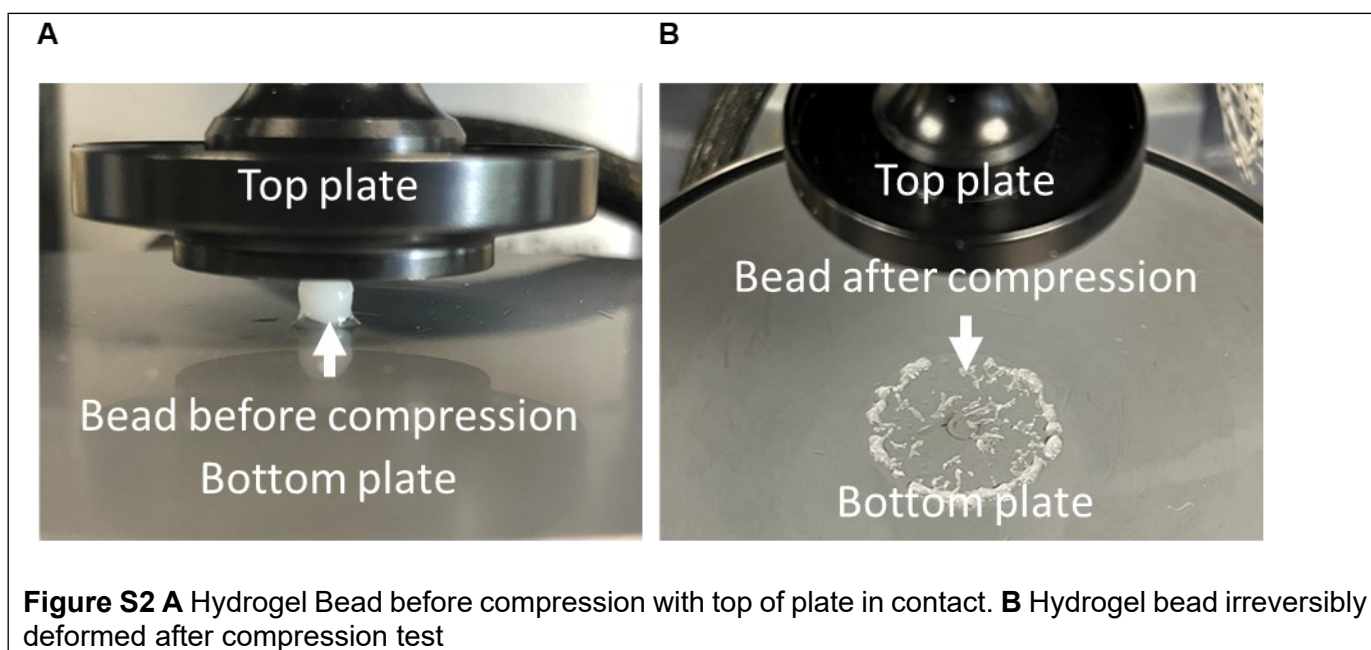 A
B
Top plate
Bead before compression
Bottom plate
Top plate
Bead after compression
Bottom plate
Figure S2 A Hydrogel Bead before compression with top of plate in contact. B Hydrogel bead irreversibly
deformed after compression test